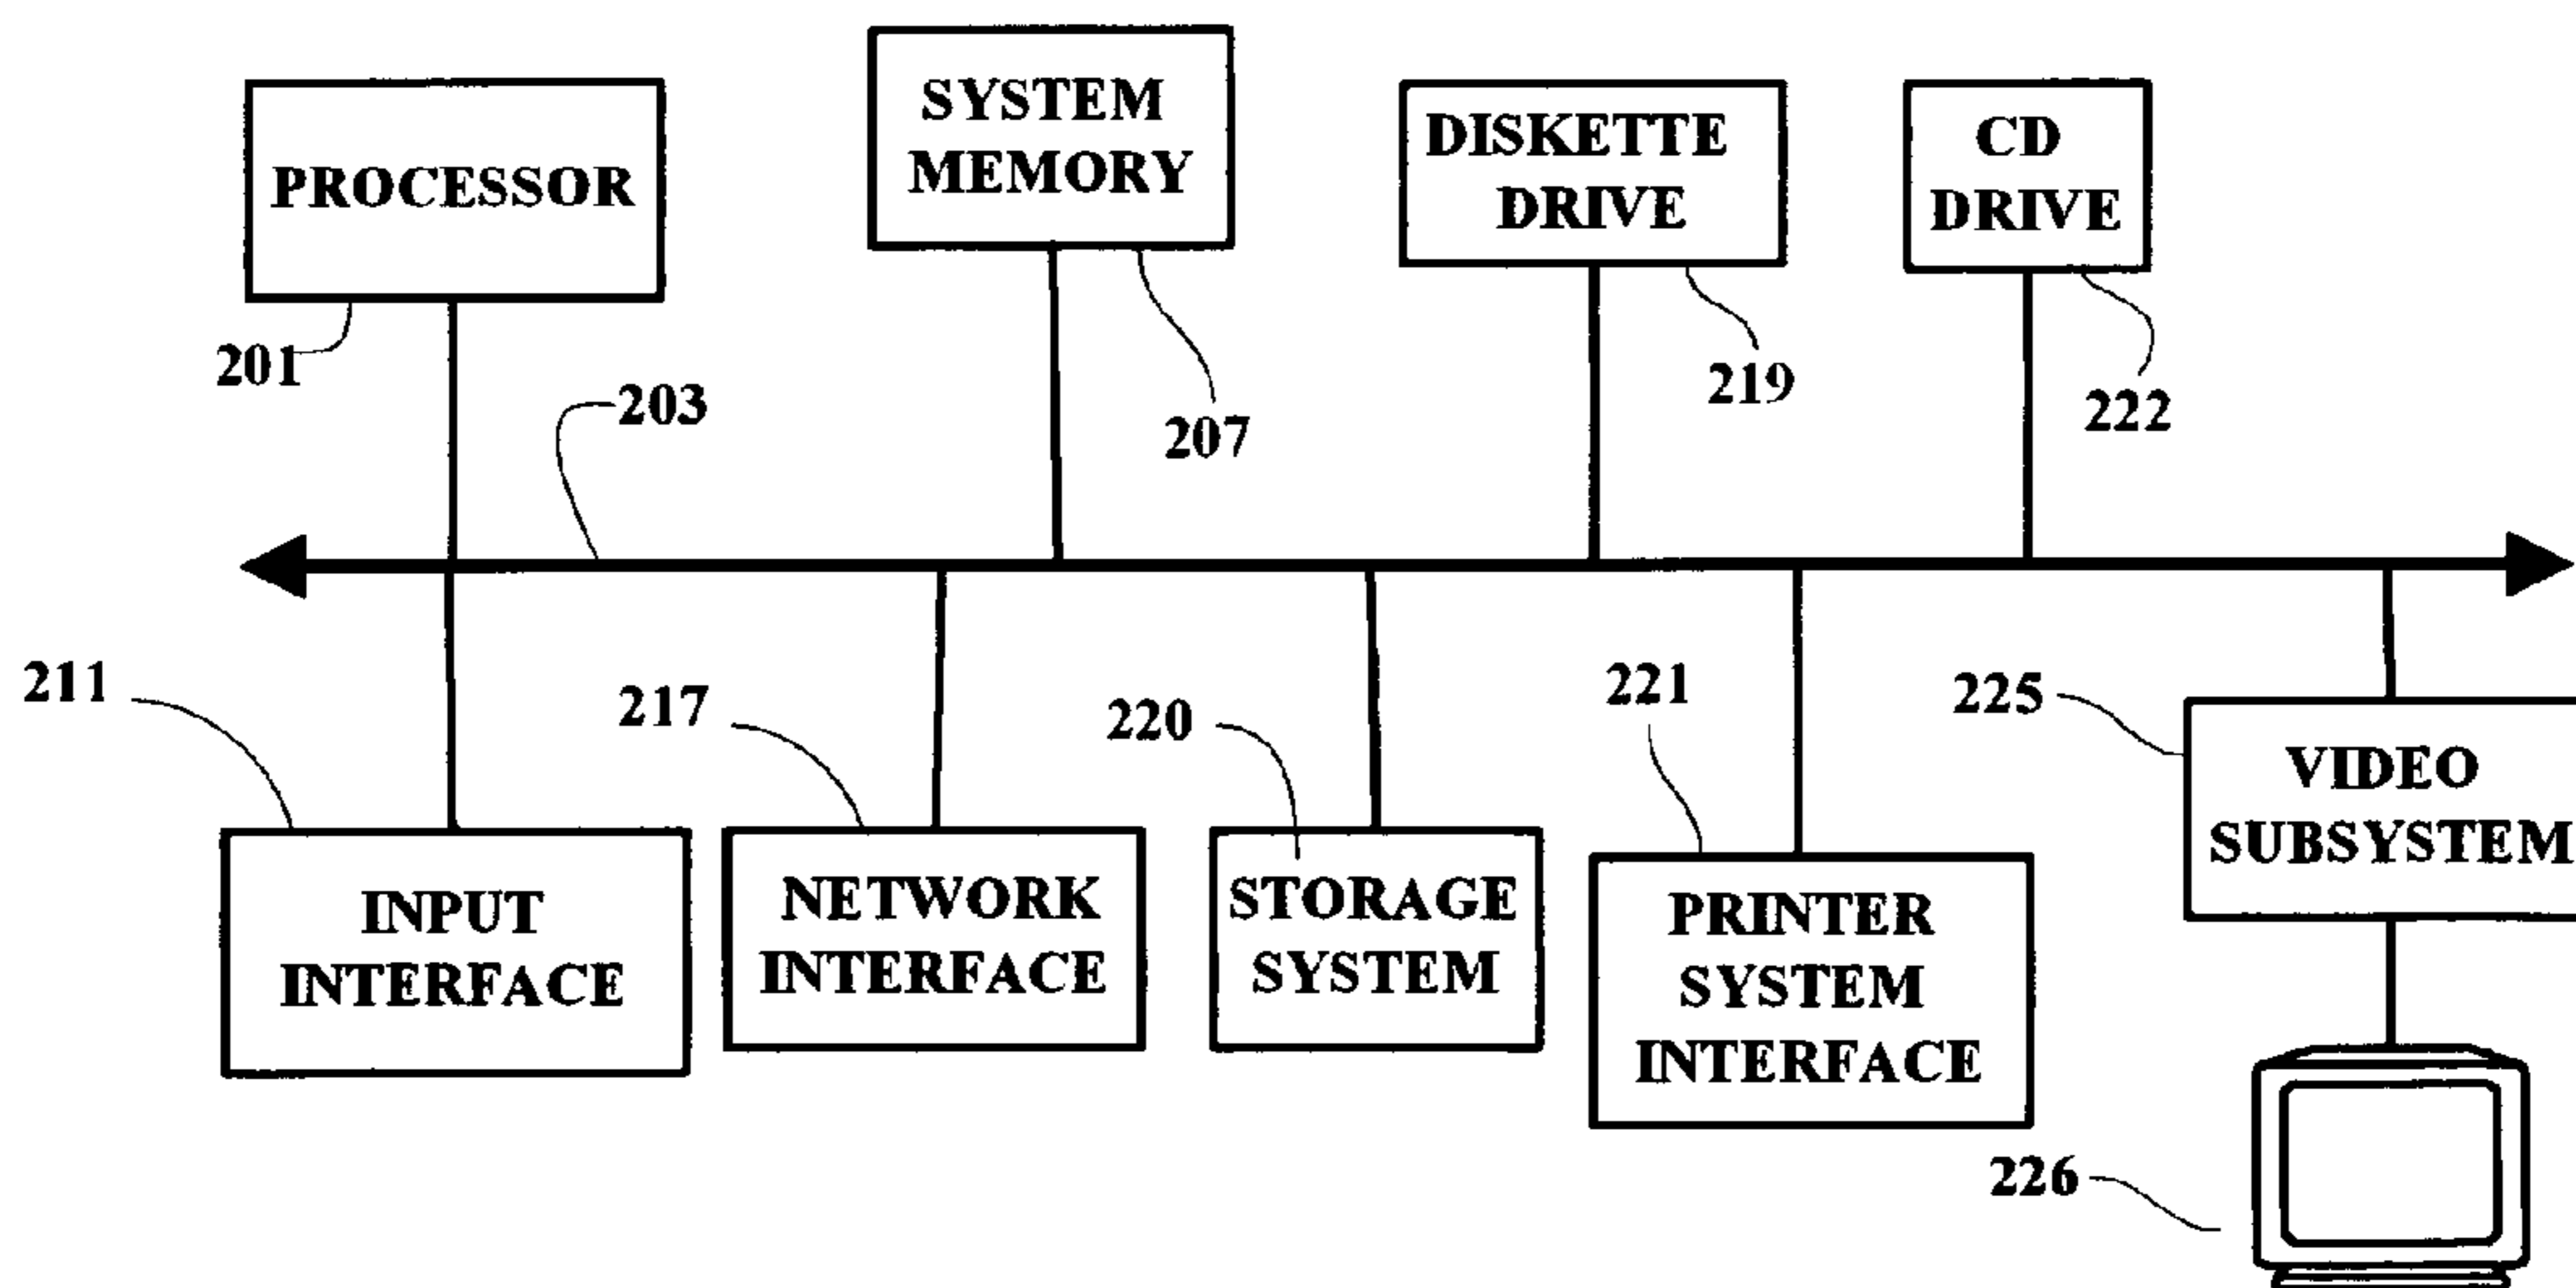 PROCESSOR
201
SYSTEM
MEMORY
207
DISKETTE
DRIVE
219
CD
DRIVE
222
203
211
INPUT
INTERFACE
217
NETWORK
INTERFACE
220
STORAGE
SYSTEM
221
PRINTER
SYSTEM
INTERFACE
225
VIDEO
SUBSYSTEM
226